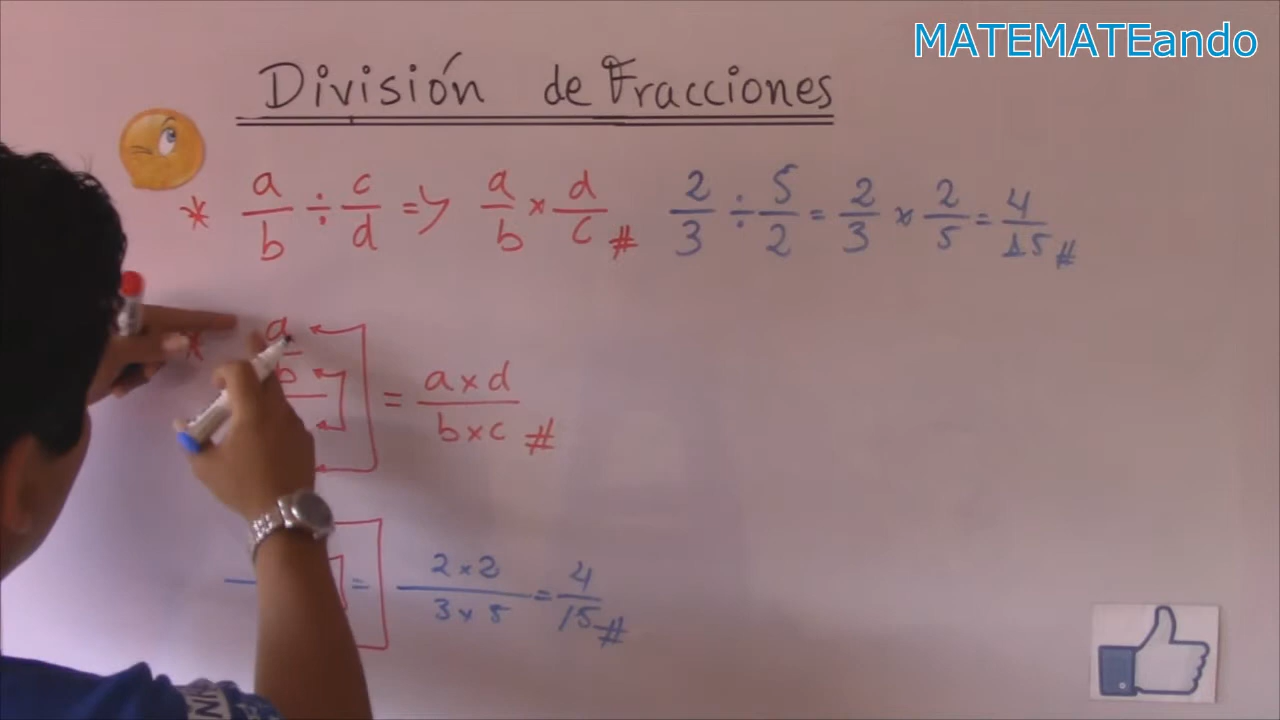 MATEMATEando
División de Fracciones
* a/b ÷ c/d => a/b × d/c # 2/3 ÷ 5/2 = 2/3 × 2/5 = 4/15 #
* a/b = a×d/b×c #
= 2×2/3×5 = 4/15 #